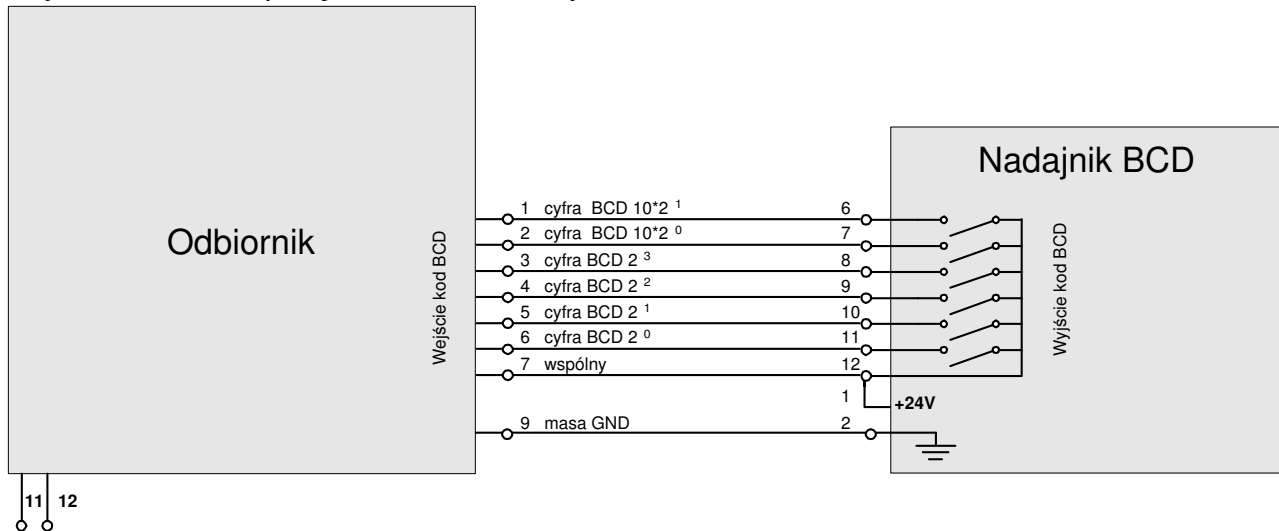 Odbiornik
Wejście kod BCD
Nadajnik BCD
Wyjście kod BCD
1 cyfra BCD 10*2 1 6
2 cyfra BCD 10*2 0 7
3 cyfra BCD 2 3 8
4 cyfra BCD 2 2 9
5 cyfra BCD 2 1 10
6 cyfra BCD 2 0 11
7 wspólny 12
1 +24V
9 masa GND 2
11 12